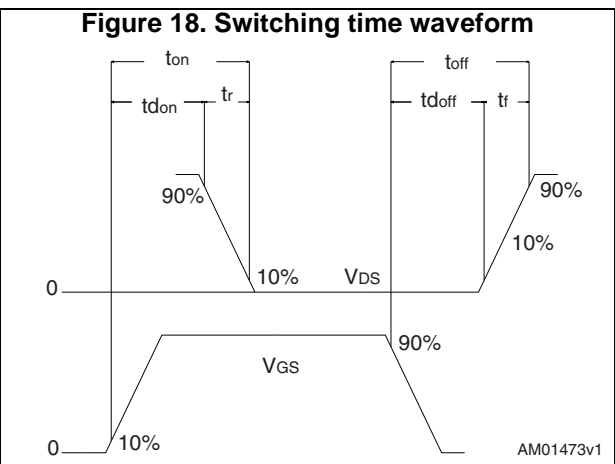 Figure 18. Switching time waveform
ton
toff
tdon
tr
tdoff
tf
90%
90%
10%
10%
0
VDS
90%
VGS
0
10%
AM01473v1